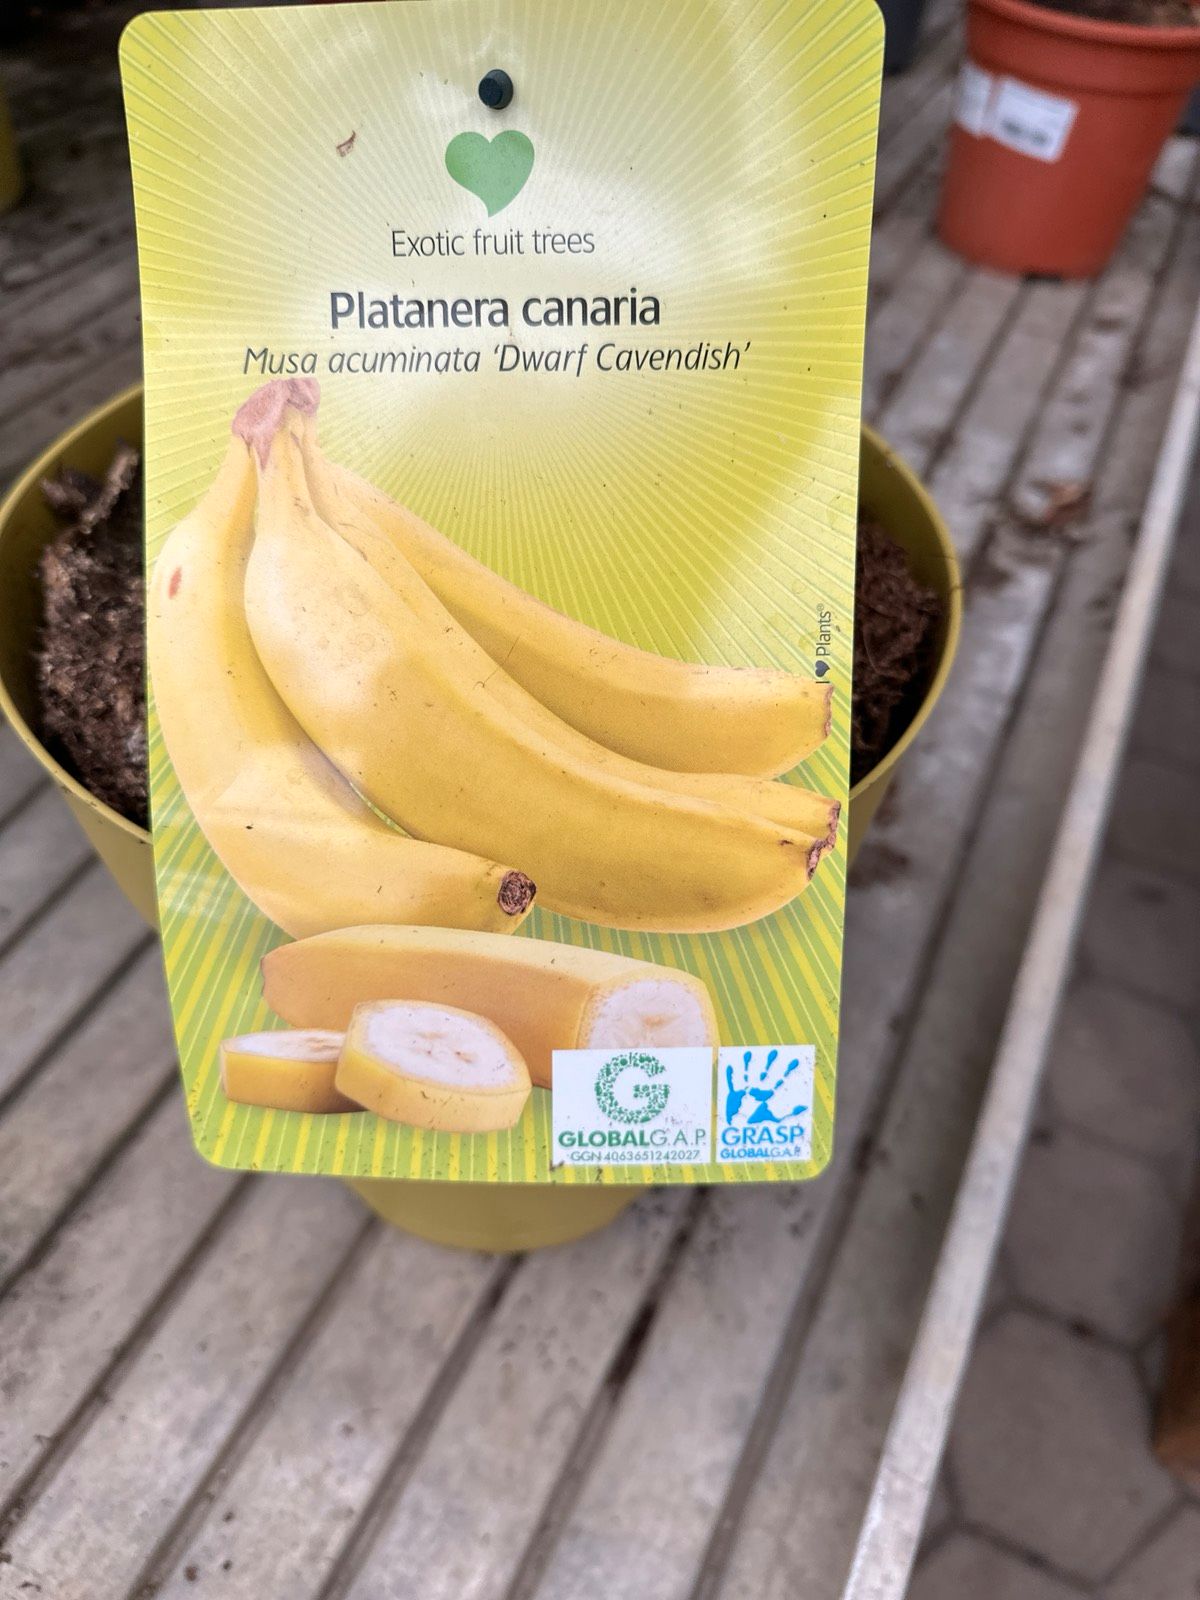 Exotic fruit trees
Platanera canaria
Musa acuminata ‘Dwarf Cavendish’
I ♥ Plants®
G
GLOBALG.A.P.
GGN 4063651242027
GRASP
GLOBALG.A.P.